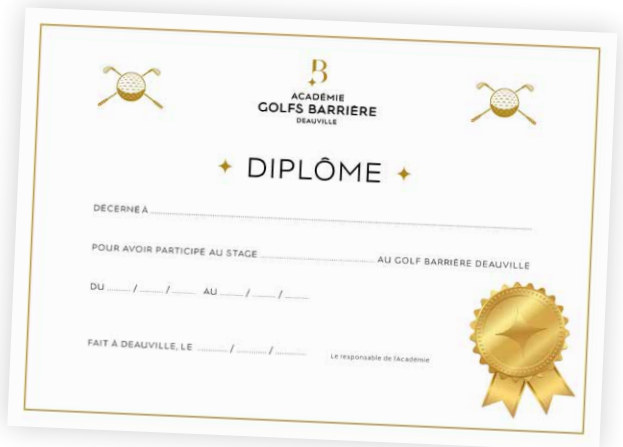 B
ACADÉMIE
GOLFS BARRIÈRE
DEAUVILLE
DIPLÔME
DÉCERNÉ À
POUR AVOIR PARTICIPÉ AU STAGE AU GOLF BARRIÈRE DEAUVILLE
DU / / AU / /
FAIT À DEAUVILLE, LE / / Le responsable de l'Académie